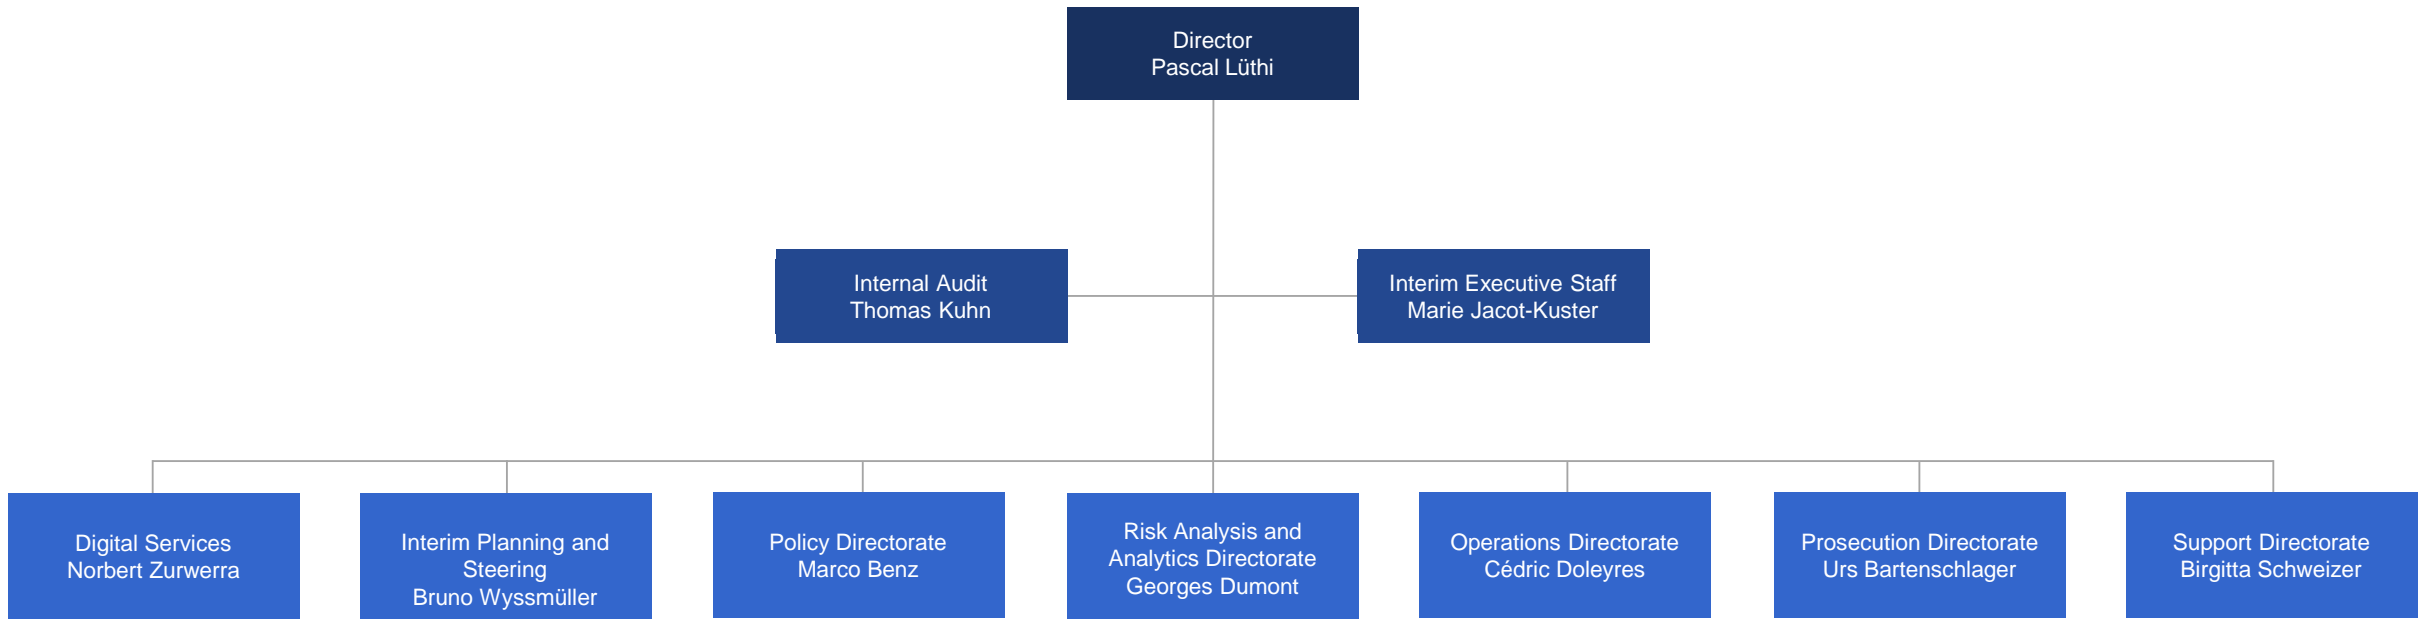 Director
Pascal Lüthi
Internal Audit
Thomas Kuhn
Interim Executive Staff
Marie Jacot-Kuster
Digital Services
Norbert Zurwerra
Interim Planning and
Steering
Bruno Wyssmüller
Policy Directorate
Marco Benz
Risk Analysis and
Analytics Directorate
Georges Dumont
Operations Directorate
Cédric Doleyres
Prosecution Directorate
Urs Bartenschlager
Support Directorate
Birgitta Schweizer